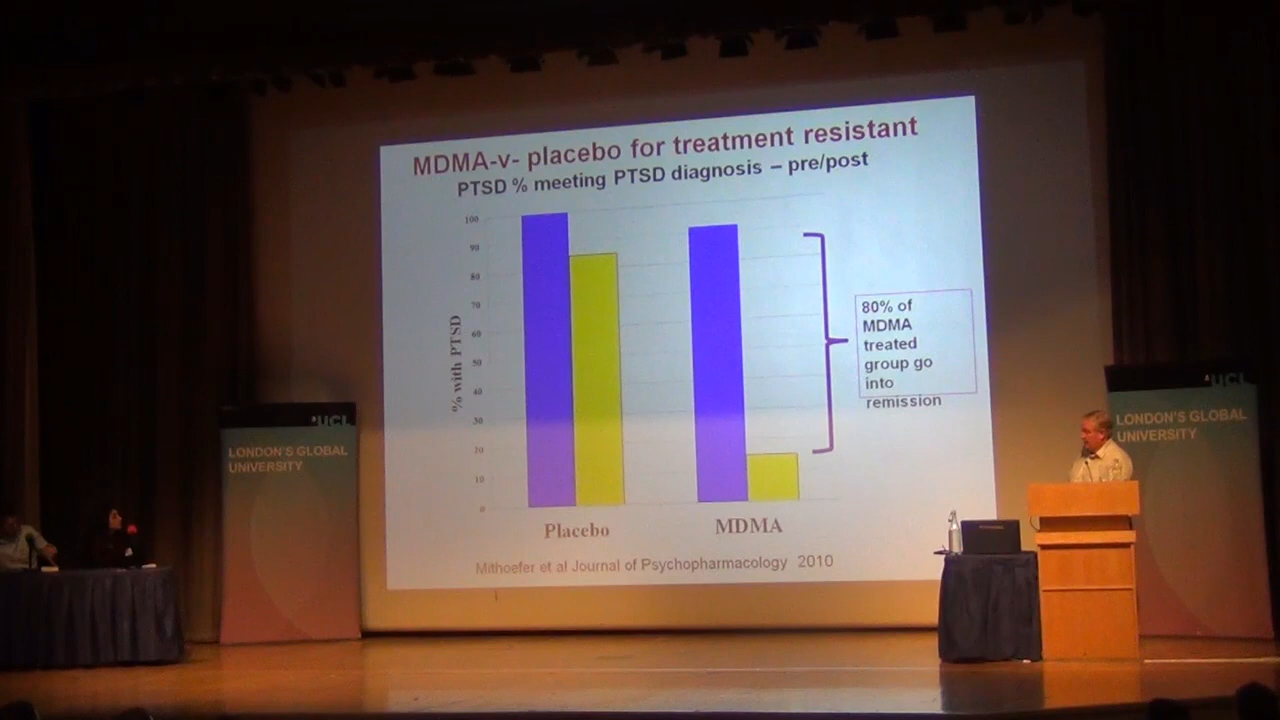 MDMA-v- placebo for treatment resistant
PTSD % meeting PTSD diagnosis – pre/post
100
90
80
70
60
50
40
30
20
10
0
% with PTSD
80% of
MDMA
treated
group go
into
remission
Placebo
MDMA
Mithoefer et al Journal of Psychopharmacology 2010
UCL
LONDON'S GLOBAL
UNIVERSITY
UCL
LONDON'S GLOBAL
UNIVERSITY